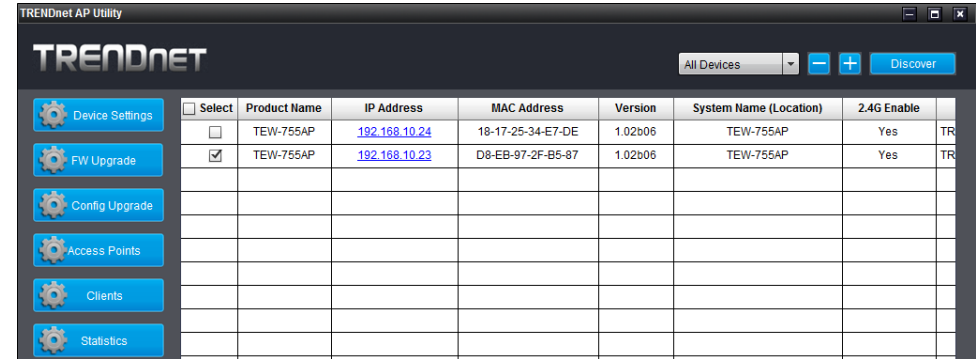 TRENDnet AP Utility
TRENDNET
All Devices
Discover
Device Settings
FW Upgrade
Config Upgrade
Access Points
Clients
Statistics
Select Product Name IP Address MAC Address Version System Name (Location) 2.4G Enable
TEW-755AP 192.168.10.24 18-17-25-34-E7-DE 1.02b06 TEW-755AP Yes TR
TEW-755AP 192.168.10.23 D8-EB-97-2F-B5-87 1.02b06 TEW-755AP Yes TR